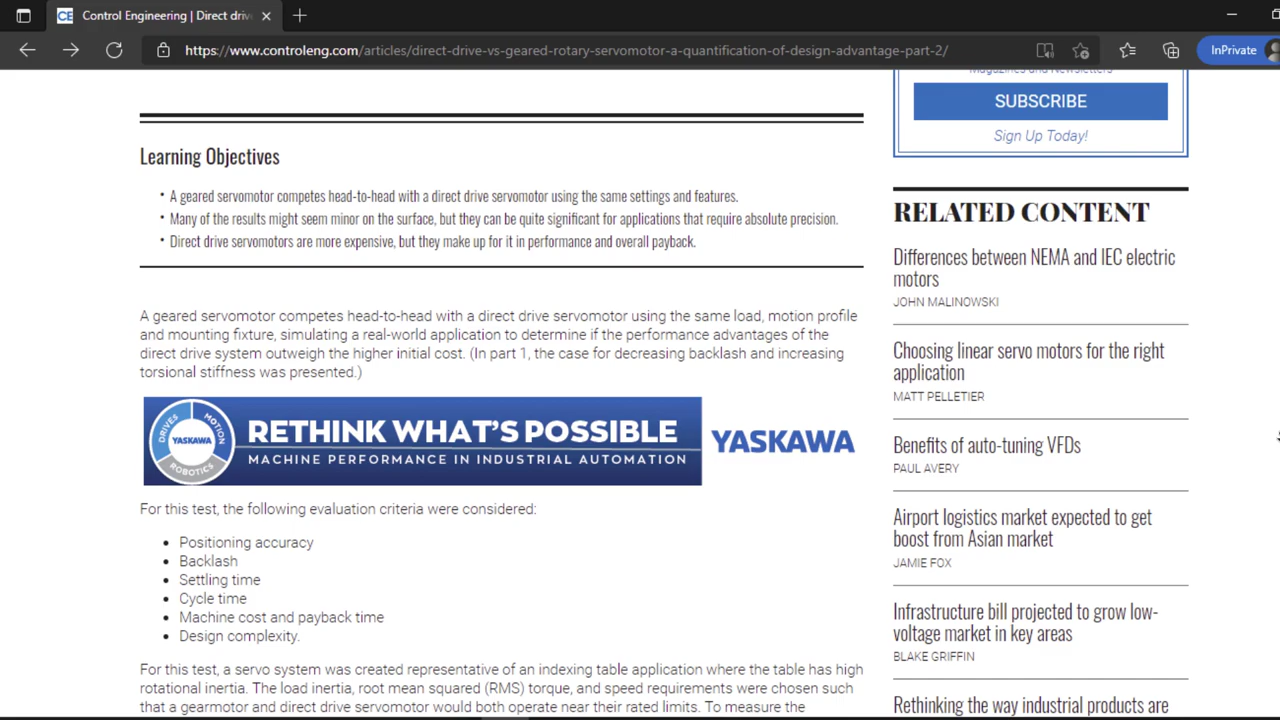 Control Engineering | Direct driv
https://www.controleng.com/articles/direct-drive-vs-geared-rotary-servomotor-a-quantification-of-design-advantage-part-2/
InPrivate
Magazines and Newsletters
SUBSCRIBE
Sign Up Today!
Learning Objectives
• A geared servomotor competes head-to-head with a direct drive servomotor using the same settings and features.
• Many of the results might seem minor on the surface, but they can be quite significant for applications that require absolute precision.
• Direct drive servomotors are more expensive, but they make up for it in performance and overall payback.
A geared servomotor competes head-to-head with a direct drive servomotor using the same load, motion profile
and mounting fixture, simulating a real-world application to determine if the performance advantages of the
direct drive system outweigh the higher initial cost. (In part 1, the case for decreasing backlash and increasing
torsional stiffness was presented.)
DRIVES
MOTION
YASKAWA
ROBOTICS
RETHINK WHAT'S POSSIBLE
MACHINE PERFORMANCE IN INDUSTRIAL AUTOMATION
YASKAWA
For this test, the following evaluation criteria were considered:
• Positioning accuracy
• Backlash
• Settling time
• Cycle time
• Machine cost and payback time
• Design complexity.
For this test, a servo system was created representative of an indexing table application where the table has high
rotational inertia. The load inertia, root mean squared (RMS) torque, and speed requirements were chosen such
that a gearmotor and direct drive servomotor would both operate near their rated limits. To measure the
RELATED CONTENT
Differences between NEMA and IEC electric
motors
JOHN MALINOWSKI
Choosing linear servo motors for the right
application
MATT PELLETIER
Benefits of auto-tuning VFDs
PAUL AVERY
Airport logistics market expected to get
boost from Asian market
JAMIE FOX
Infrastructure bill projected to grow low-
voltage market in key areas
BLAKE GRIFFIN
Rethinking the way industrial products are